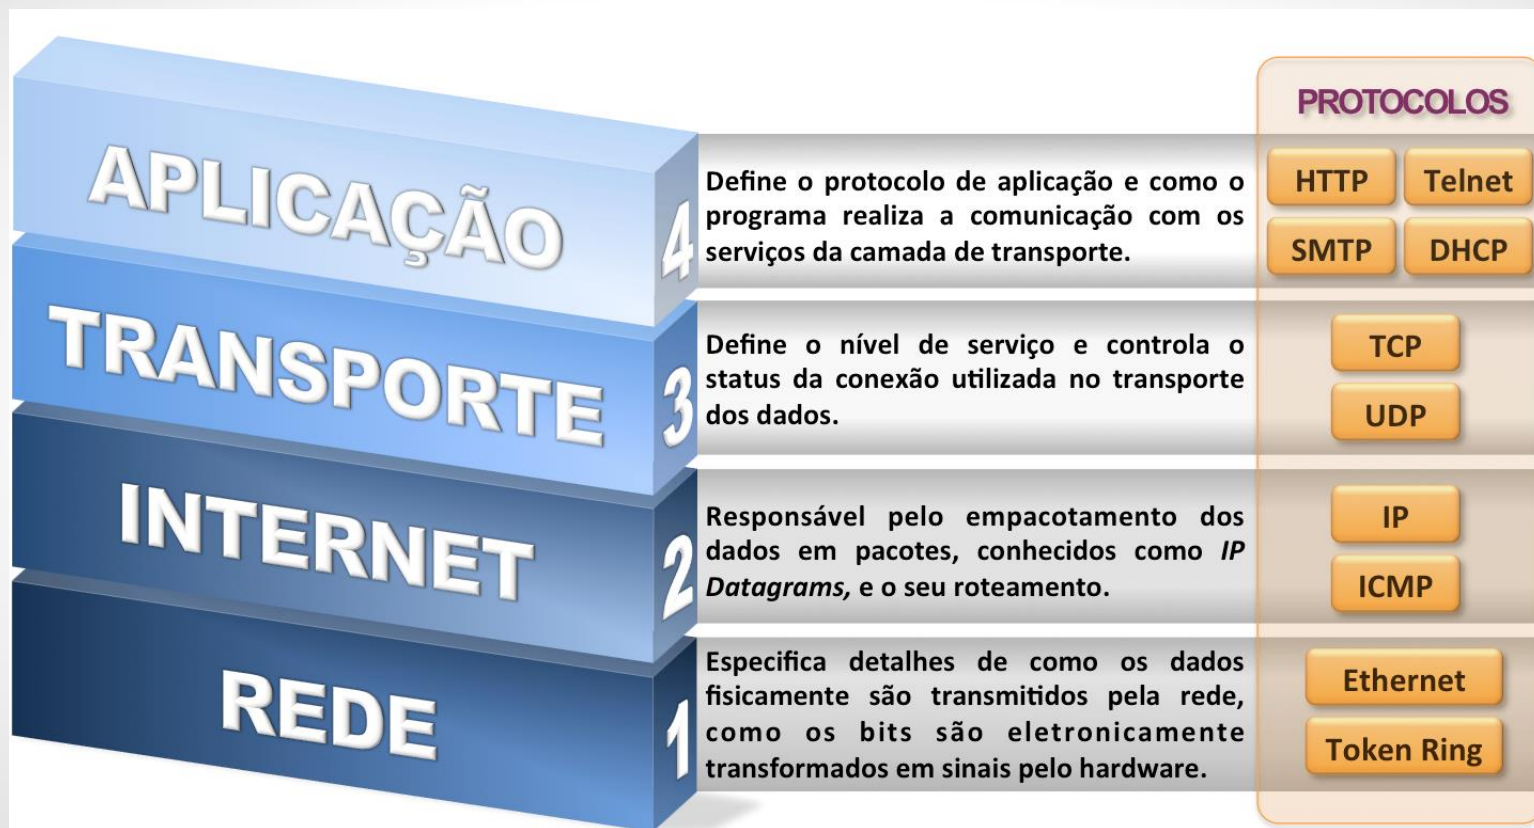 PROTOCOLOS
APLICAÇÃO 4
Define o protocolo de aplicação e como o
programa realiza a comunicação com os
serviços da camada de transporte.
HTTP Telnet
SMTP DHCP
TRANSPORTE 3
Define o nível de serviço e controla o
status da conexão utilizada no transporte
dos dados.
TCP
UDP
INTERNET 2
Responsável pelo empacotamento dos
dados em pacotes, conhecidos como IP
Datagrams, e o seu roteamento.
IP
ICMP
REDE 1
Especifica detalhes de como os dados
fisicamente são transmitidos pela rede,
como os bits são eletronicamente
transformados em sinais pelo hardware.
Ethernet
Token Ring